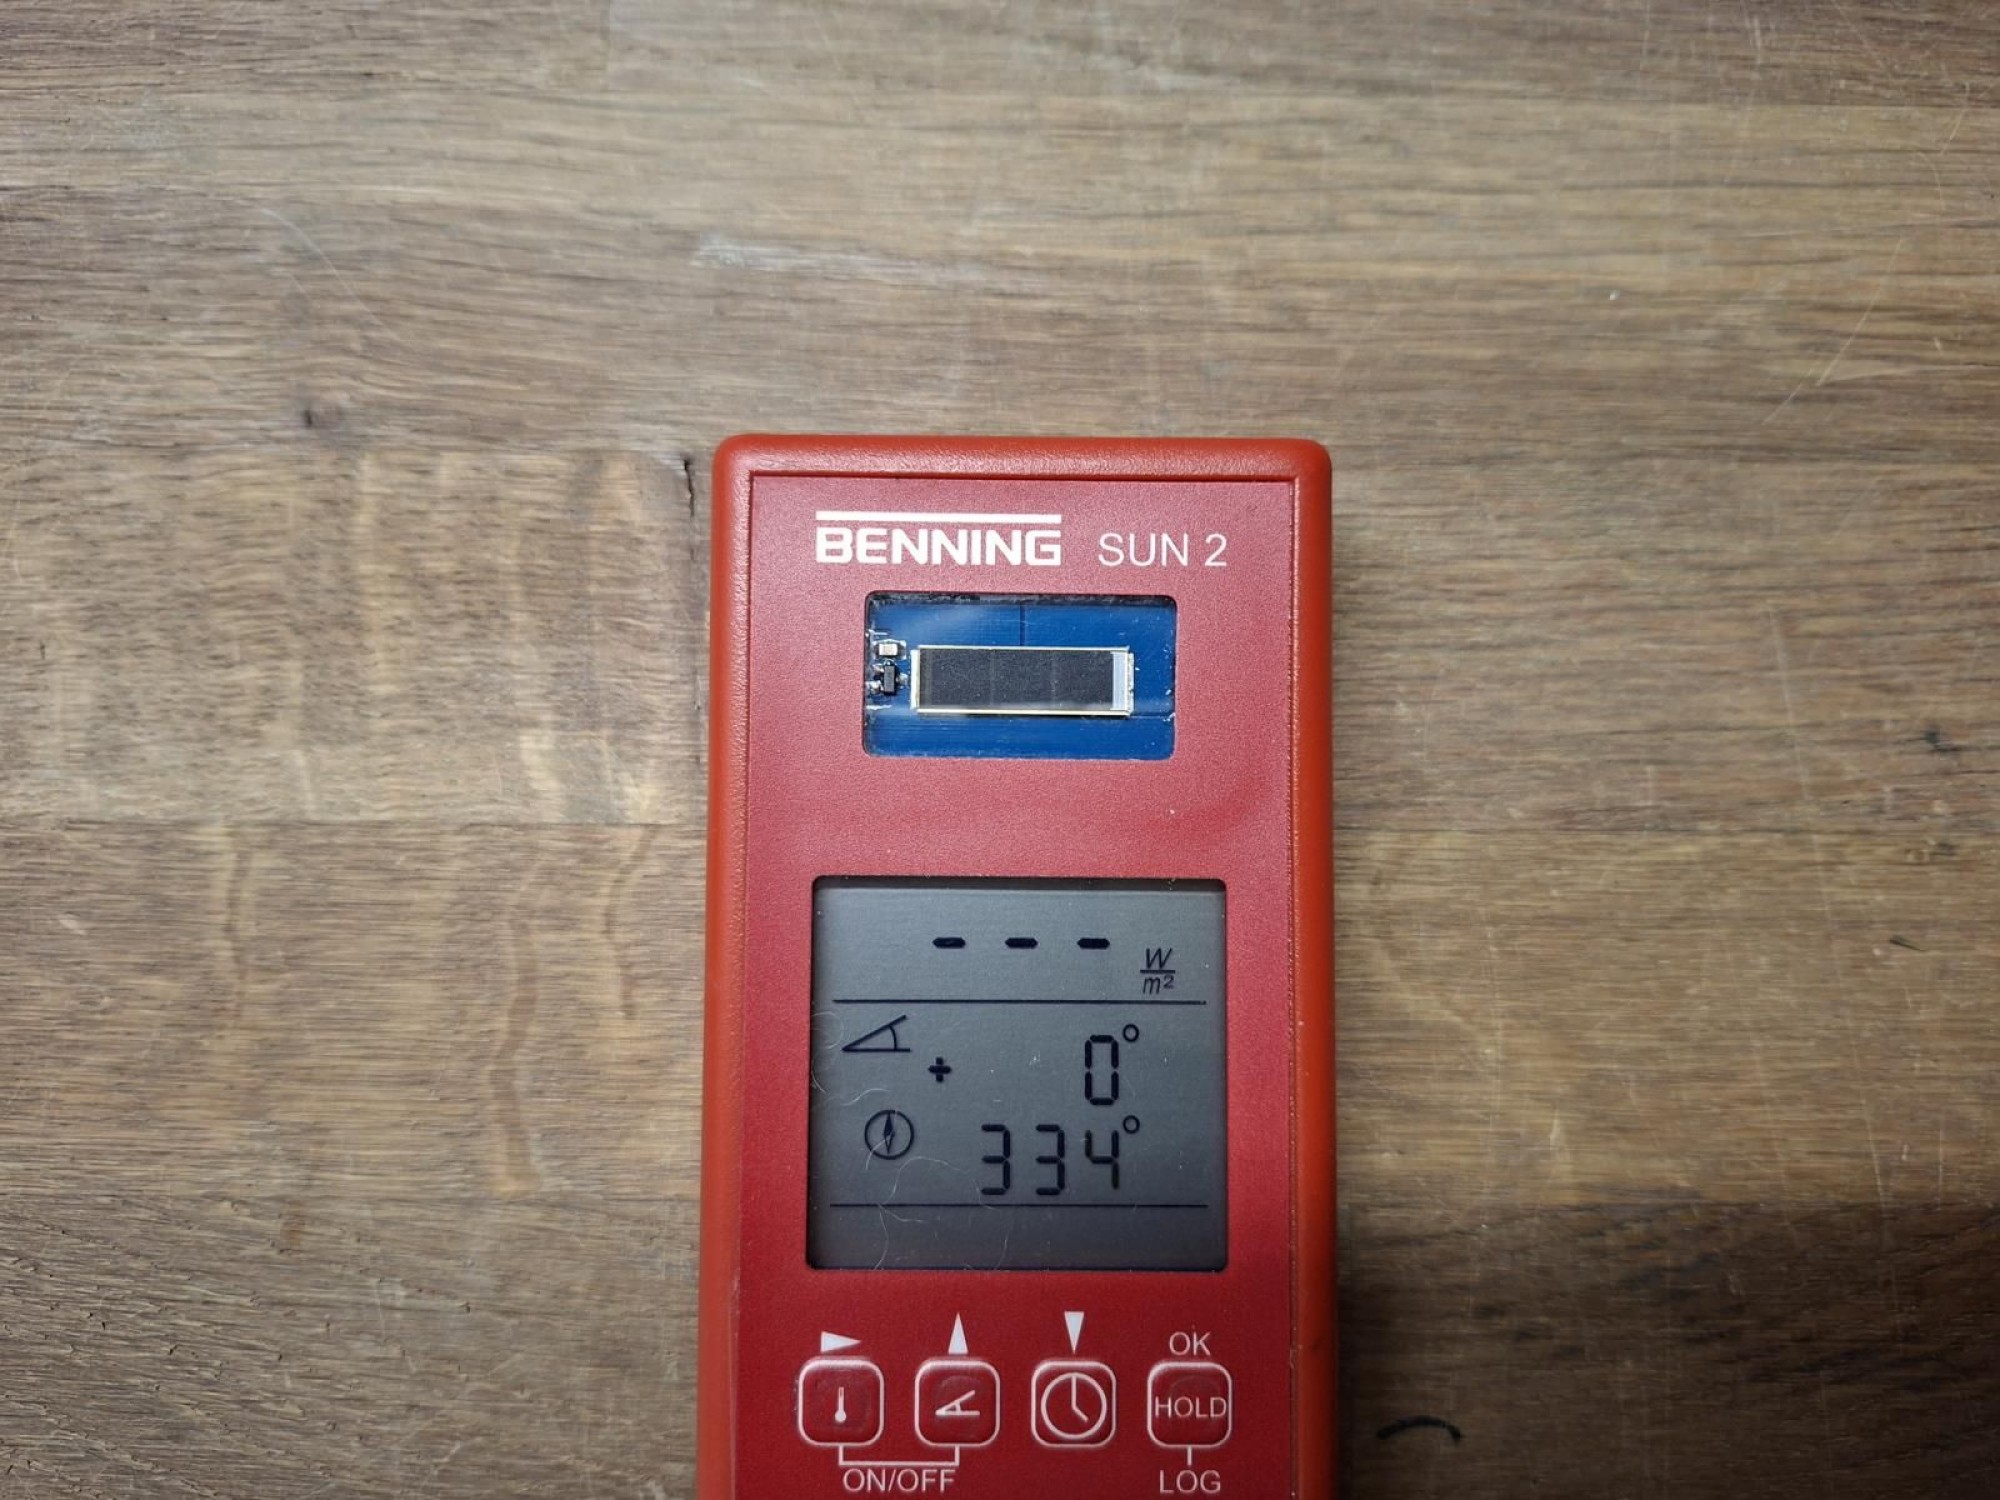 BENNING SUN 2
- - - W/m²
+ 0°
334°
OK
HOLD
ON/OFF LOG